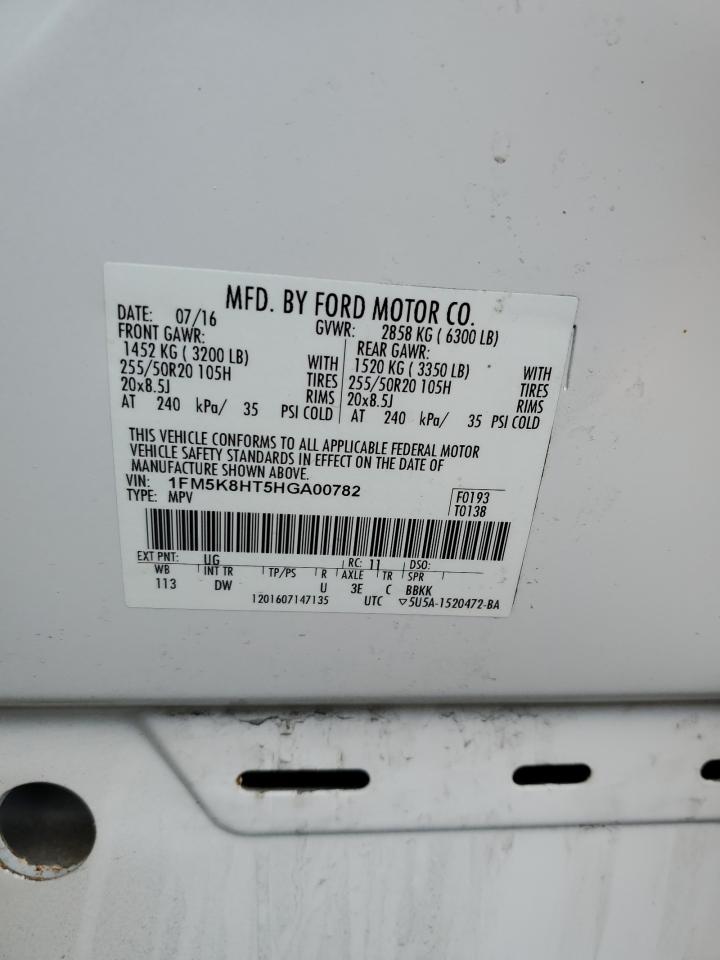 MFD. BY FORD MOTOR CO.
DATE: 07/16 GVWR: 2858 KG ( 6300 LB)
FRONT GAWR: REAR GAWR:
1452 KG ( 3200 LB) WITH 1520 KG ( 3350 LB) WITH
255/50R20 105H TIRES 255/50R20 105H TIRES
20x8.5J RIMS 20x8.5J RIMS
AT 240 kPa/ 35 PSI COLD AT 240 kPa/ 35 PSI COLD
THIS VEHICLE CONFORMS TO ALL APPLICABLE FEDERAL MOTOR
VEHICLE SAFETY STANDARDS IN EFFECT ON THE DATE OF
MANUFACTURE SHOWN ABOVE.
VIN: 1FM5K8HT5HGA00782 F0193
TYPE: MPV T0138
EXT PNT: UG RC: 11 DSO:
WB INT TR TP/PS R AXLE TR SPR
113 DW U 3E C BBKK
1201607147135 UTC ▽5U5A-1520472-BA